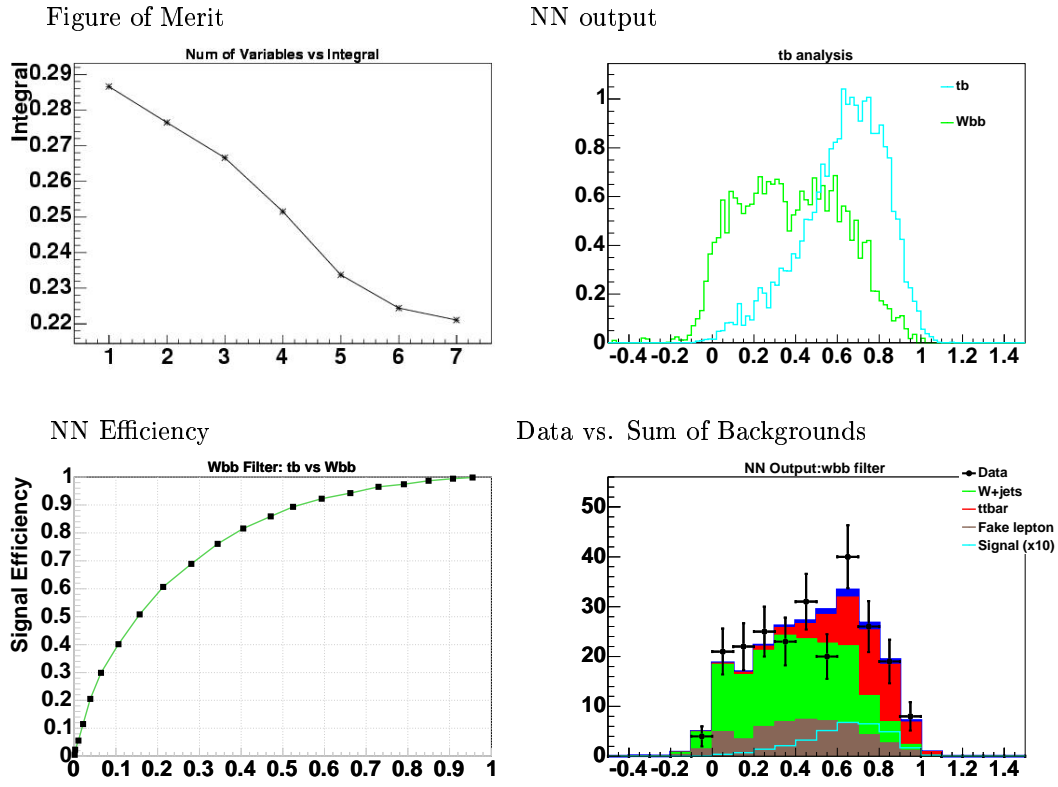 Figure of Merit
NN output
Num of Variables vs Integral
Integral
0.29
0.28
0.27
0.26
0.25
0.24
0.23
0.22
1 2 3 4 5 6 7
tb analysis
tb
Wbb
1
0.8
0.6
0.4
0.2
0
-0.4 -0.2 0 0.2 0.4 0.6 0.8 1 1.2 1.4
NN Efficiency
Data vs. Sum of Backgrounds
Wbb Filter: tb vs Wbb
Signal Efficiency
1
0.9
0.8
0.7
0.6
0.5
0.4
0.3
0.2
0.1
0
0 0.1 0.2 0.3 0.4 0.5 0.6 0.7 0.8 0.9 1
NN Output:wbb filter
Data
W+jets
ttbar
Fake lepton
Signal (x10)
50
40
30
20
10
0
-0.4 -0.2 0 0.2 0.4 0.6 0.8 1 1.2 1.4